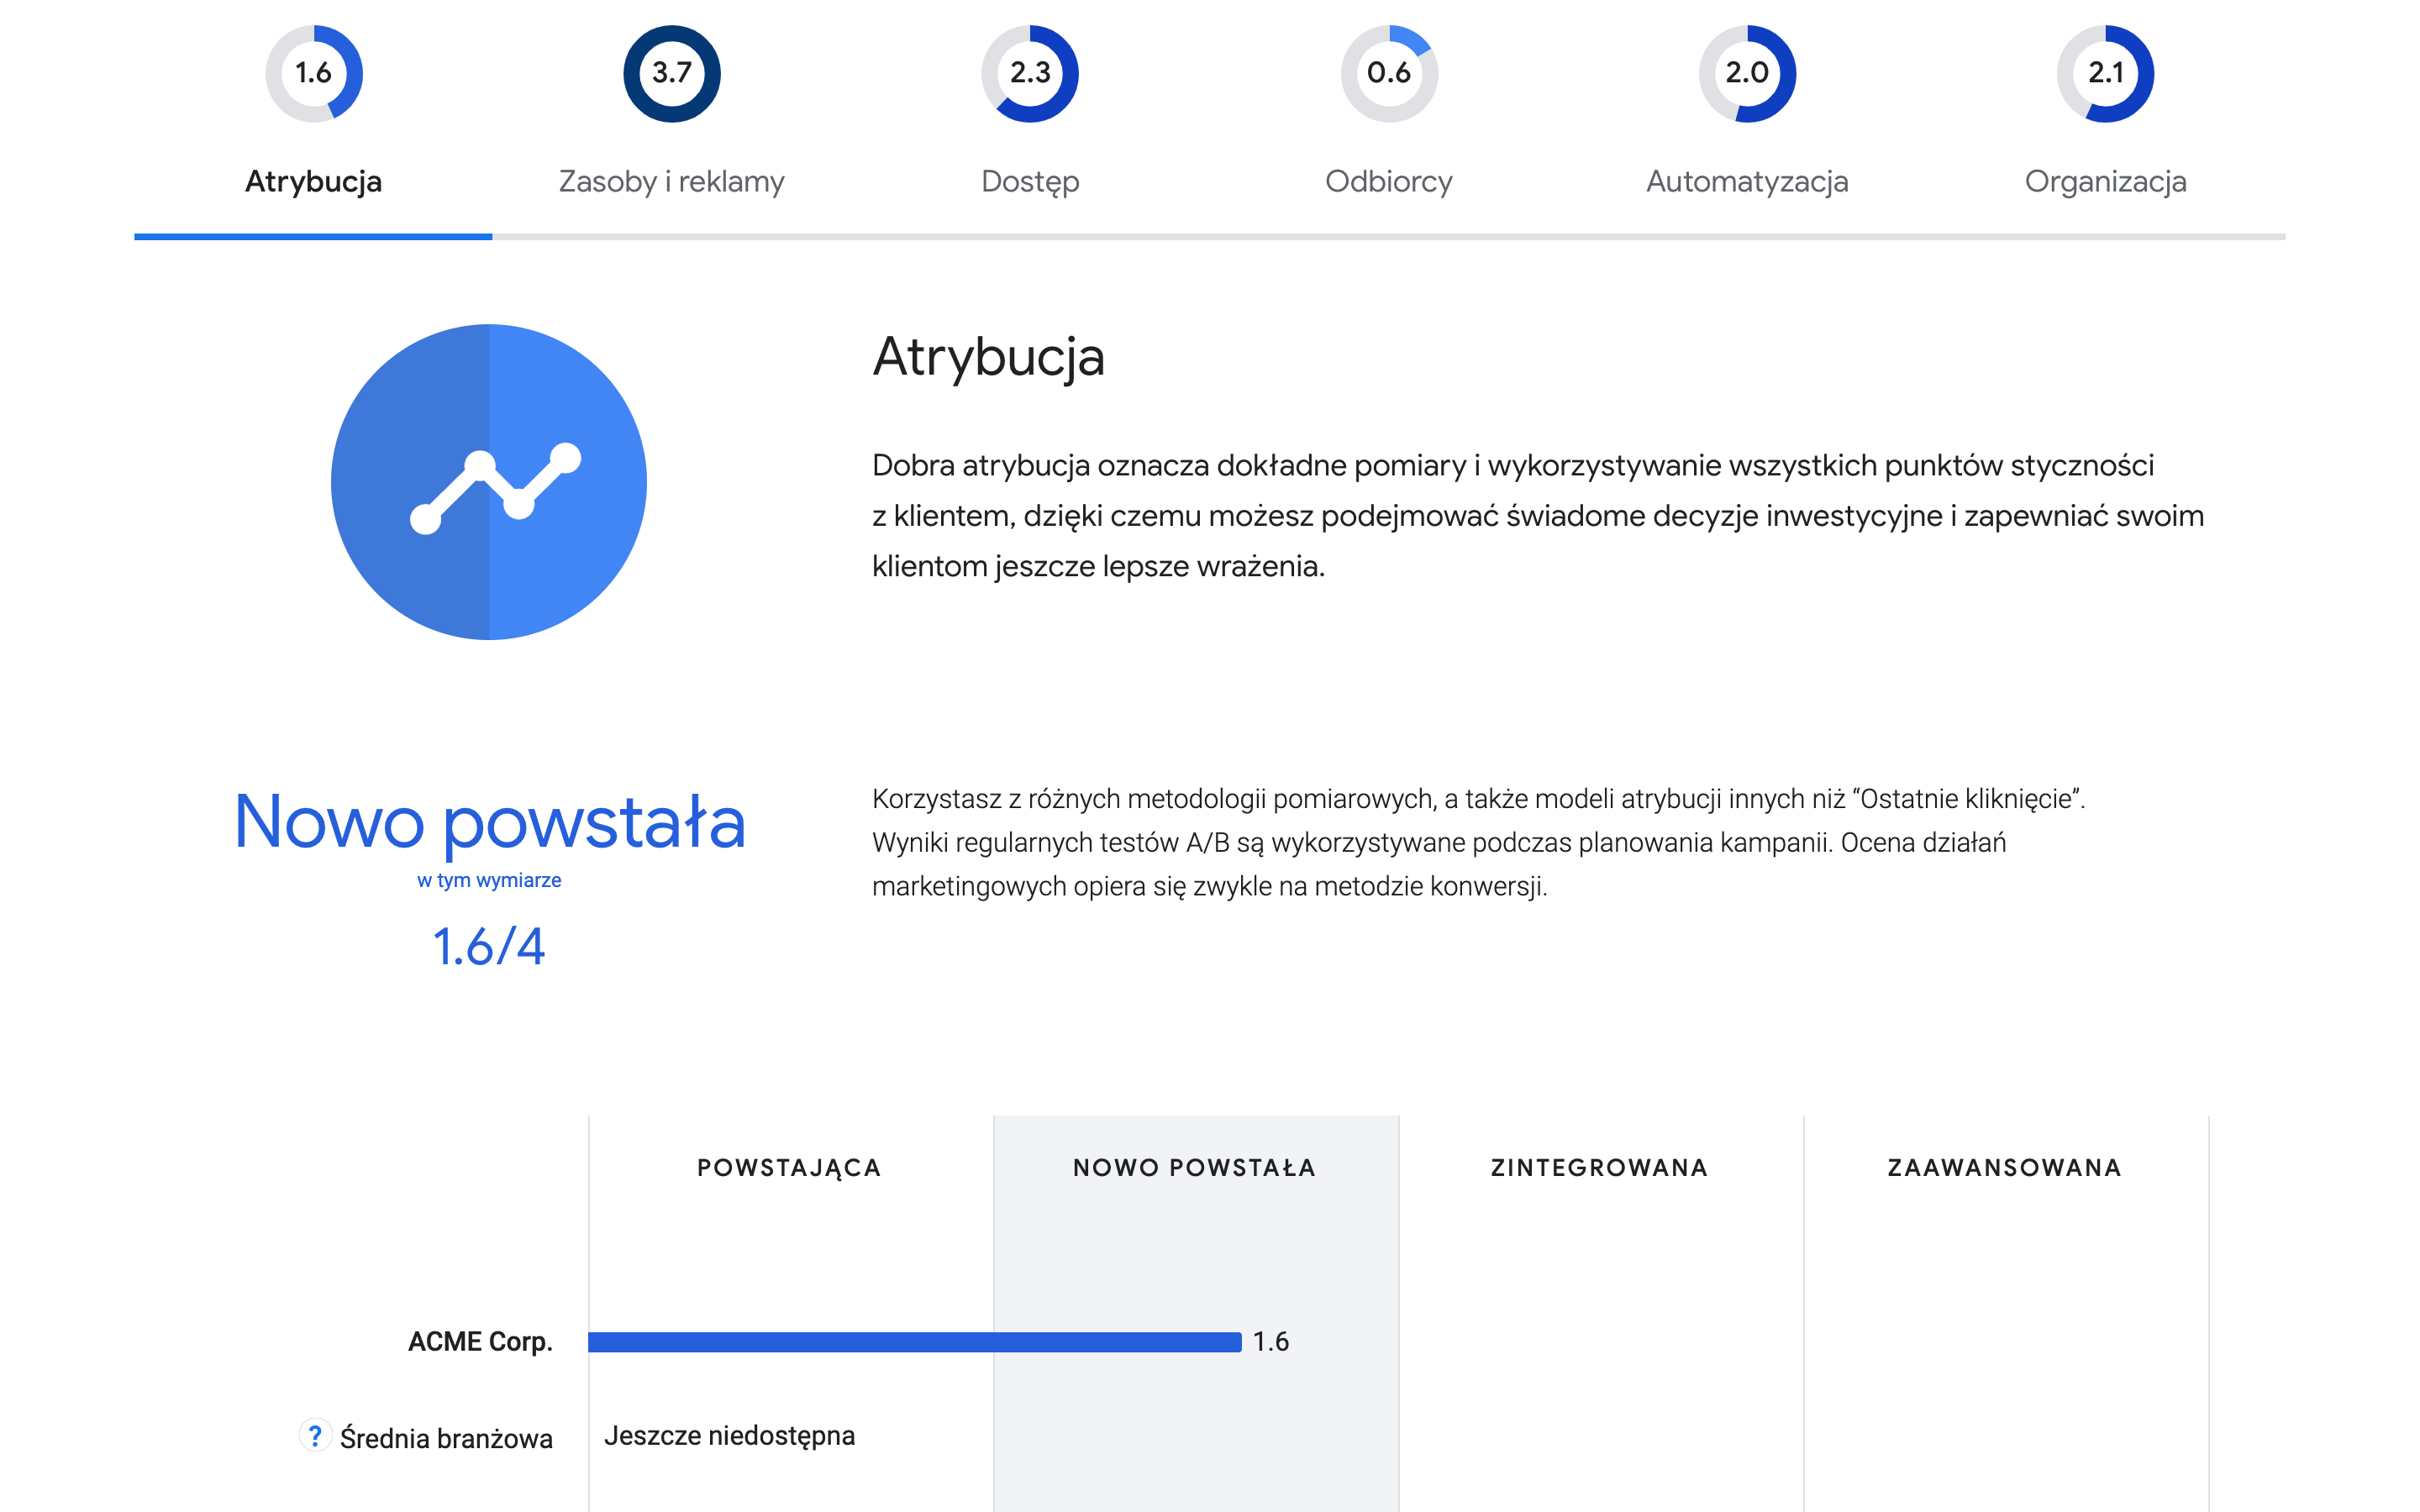 1.6
3.7
2.3
0.6
2.0
2.1
Atrybucja
Zasoby i reklamy
Dostęp
Odbiorcy
Automatyzacja
Organizacja
Atrybucja
Dobra atrybucja oznacza dokładne pomiary i wykorzystywanie wszystkich punktów styczności
z klientem, dzięki czemu możesz podejmować świadome decyzje inwestycyjne i zapewniać swoim
klientom jeszcze lepsze wrażenia.
Nowo powstała
w tym wymiarze
1.6/4
Korzystasz z różnych metodologii pomiarowych, a także modeli atrybucji innych niż “Ostatnie kliknięcie”.
Wyniki regularnych testów A/B są wykorzystywane podczas planowania kampanii. Ocena działań
marketingowych opiera się zwykle na metodzie konwersji.
POWSTAJĄCA
NOWO POWSTAŁA
ZINTEGROWANA
ZAAWANSOWANA
ACME Corp.
1.6
? Średnia branżowa
Jeszcze niedostępna